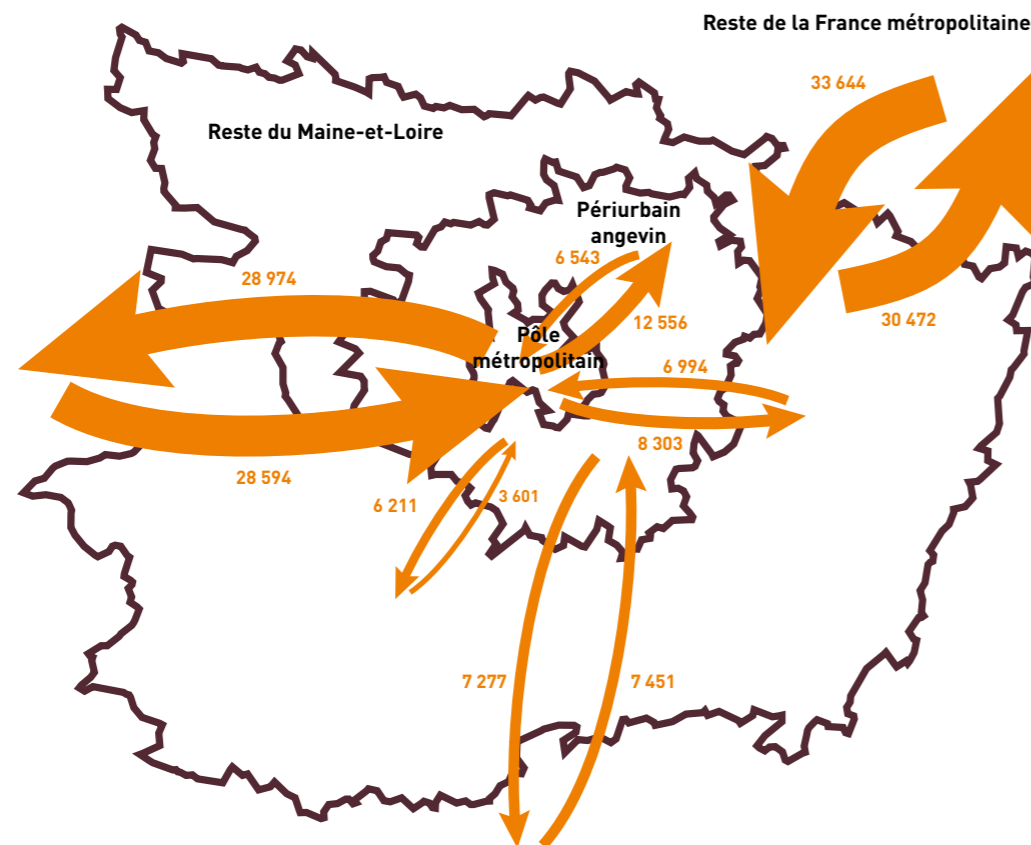 Reste de la France métropolitaine
33 644
Reste du Maine-et-Loire
Périurbain
angevin
6 543
28 974
12 556
30 472
Pôle
métropolitain
6 994
8 303
28 594
6 211
3 601
7 277
7 451